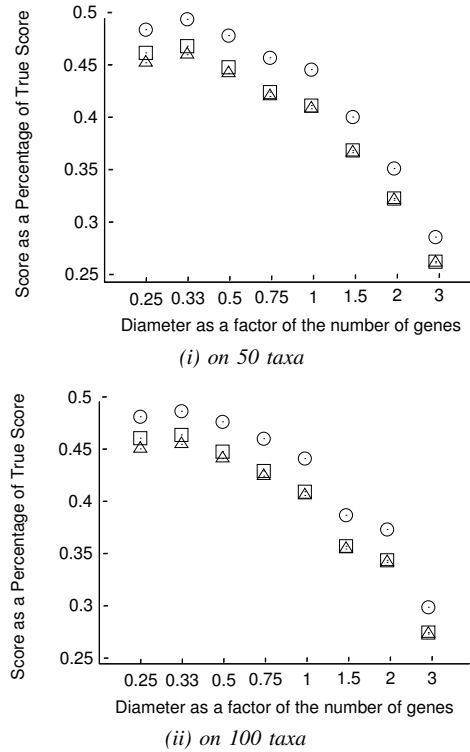 Score as a Percentage of True Score
0.5
0.45
0.4
0.35
0.3
0.25
0.25 0.33 0.5 0.75 1 1.5 2 3
Diameter as a factor of the number of genes
(i) on 50 taxa
Score as a Percentage of True Score
0.5
0.45
0.4
0.35
0.3
0.25
0.25 0.33 0.5 0.75 1 1.5 2 3
Diameter as a factor of the number of genes
(ii) on 100 taxa